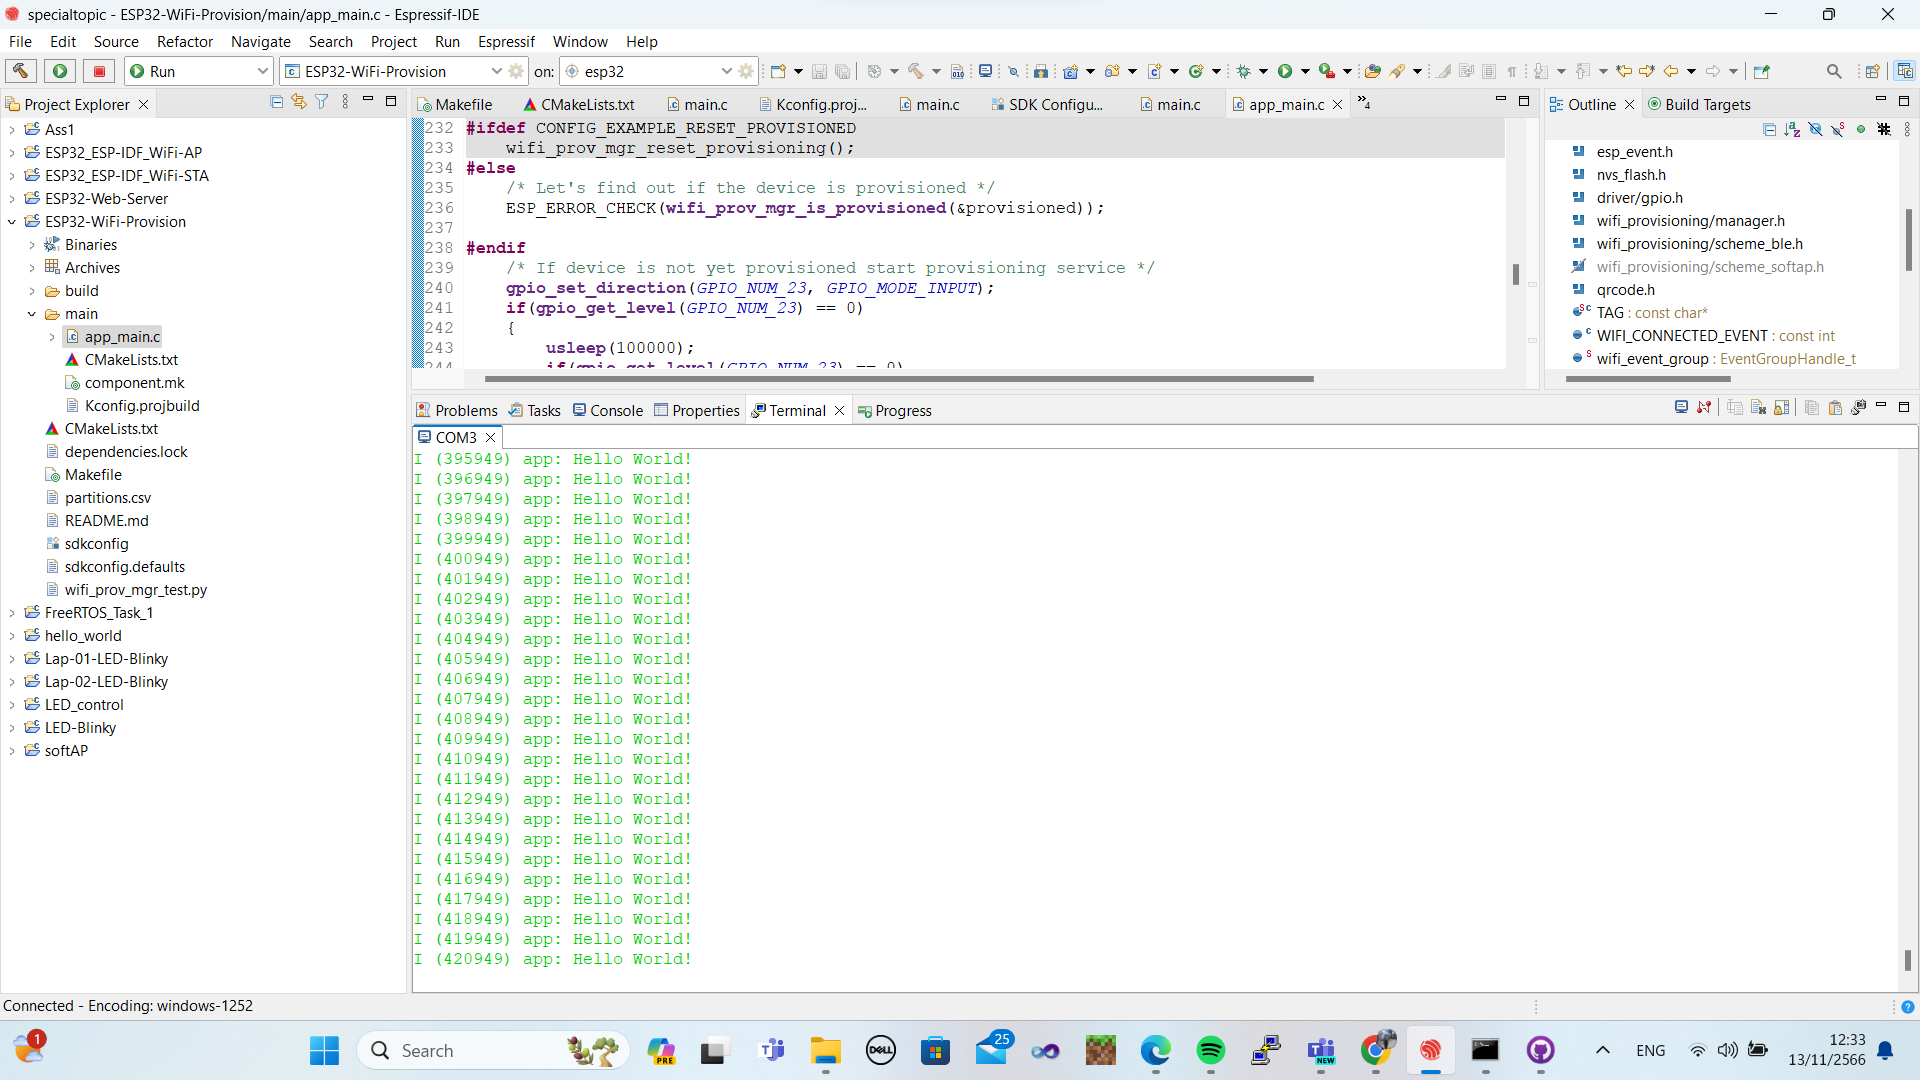 specialtopic - ESP32-WiFi-Provision/main/app_main.c - Espressif-IDE
File Edit Source Refactor Navigate Search Project Run Espressif Window Help
Run ESP32-WiFi-Provision on: esp32
Project Explorer
Ass1
ESP32_ESP-IDF_WiFi-AP
ESP32_ESP-IDF_WiFi-STA
ESP32-Web-Server
ESP32-WiFi-Provision
Binaries
Archives
build
main
app_main.c
CMakeLists.txt
component.mk
Kconfig.projbuild
CMakeLists.txt
dependencies.lock
Makefile
partitions.csv
README.md
sdkconfig
sdkconfig.defaults
wifi_prov_mgr_test.py
FreeRTOS_Task_1
hello_world
Lap-01-LED-Blinky
Lap-02-LED-Blinky
LED_control
LED-Blinky
softAP
Makefile CMakeLists.txt main.c Kconfig.proj... main.c SDK Configu... main.c app_main.c »4
232 #ifdef CONFIG_EXAMPLE_RESET_PROVISIONED
233 wifi_prov_mgr_reset_provisioning();
234 #else
235 /* Let's find out if the device is provisioned */
236 ESP_ERROR_CHECK(wifi_prov_mgr_is_provisioned(&provisioned));
237
238 #endif
239 /* If device is not yet provisioned start provisioning service */
240 gpio_set_direction(GPIO_NUM_23, GPIO_MODE_INPUT);
241 if(gpio_get_level(GPIO_NUM_23) == 0)
242 {
243 usleep(100000);
244 if(gpio_get_level(GPIO_NUM_23) == 0)
Outline Build Targets
esp_event.h
nvs_flash.h
driver/gpio.h
wifi_provisioning/manager.h
wifi_provisioning/scheme_ble.h
wifi_provisioning/scheme_softap.h
qrcode.h
TAG : const char*
WIFI_CONNECTED_EVENT : const int
wifi_event_group : EventGroupHandle_t
Problems Tasks Console Properties Terminal Progress
COM3
I (395949) app: Hello World!
I (396949) app: Hello World!
I (397949) app: Hello World!
I (398949) app: Hello World!
I (399949) app: Hello World!
I (400949) app: Hello World!
I (401949) app: Hello World!
I (402949) app: Hello World!
I (403949) app: Hello World!
I (404949) app: Hello World!
I (405949) app: Hello World!
I (406949) app: Hello World!
I (407949) app: Hello World!
I (408949) app: Hello World!
I (409949) app: Hello World!
I (410949) app: Hello World!
I (411949) app: Hello World!
I (412949) app: Hello World!
I (413949) app: Hello World!
I (414949) app: Hello World!
I (415949) app: Hello World!
I (416949) app: Hello World!
I (417949) app: Hello World!
I (418949) app: Hello World!
I (419949) app: Hello World!
I (420949) app: Hello World!
Connected - Encoding: windows-1252
1 Search PRE DELL 25 NEW ENG 12:33
13/11/2566